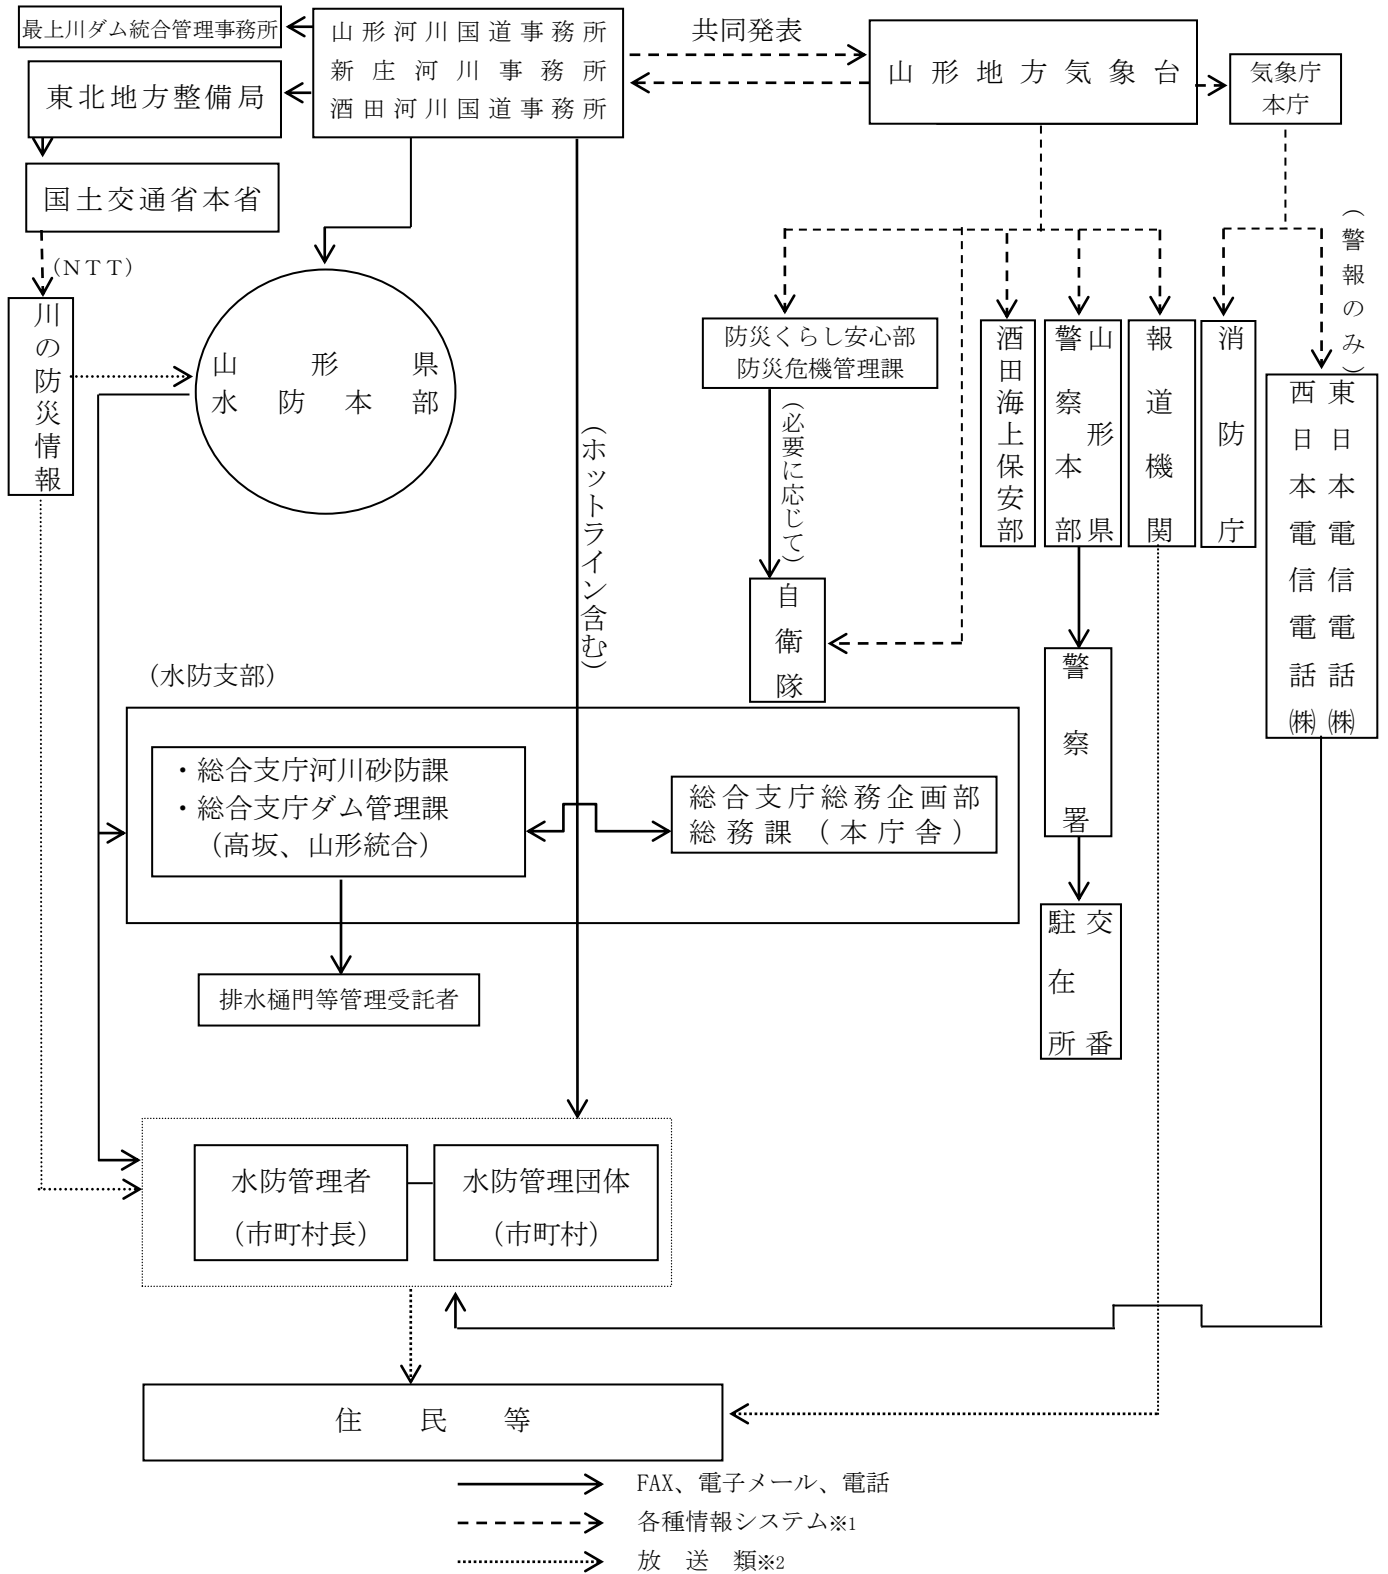 最上川ダム統合管理事務所
山形河川国道事務所
新庄河川事務所
酒田河川国道事務所
共同発表
山形地方気象台
気象庁
本庁
東北地方整備局
国土交通省本省
(NTT)
川の防災情報
山形県
水防本部
(ホットライン含む)
防災くらし安心部
防災危機管理課
(必要に応じて)
自衛隊
酒田海上保安部
山形県
警察本部
報道機関
消防庁
(警報のみ)
東日本電信電話㈱
西日本電信電話㈱
警察署
交番
駐在所
(水防支部)
・総合支庁河川砂防課
・総合支庁ダム管理課
(高坂、山形統合)
総合支庁総務企画部
総務課(本庁舎)
排水樋門等管理受託者
水防管理者
(市町村長)
水防管理団体
(市町村)
住民等
FAX、電子メール、電話
各種情報システム※1
放送類※2